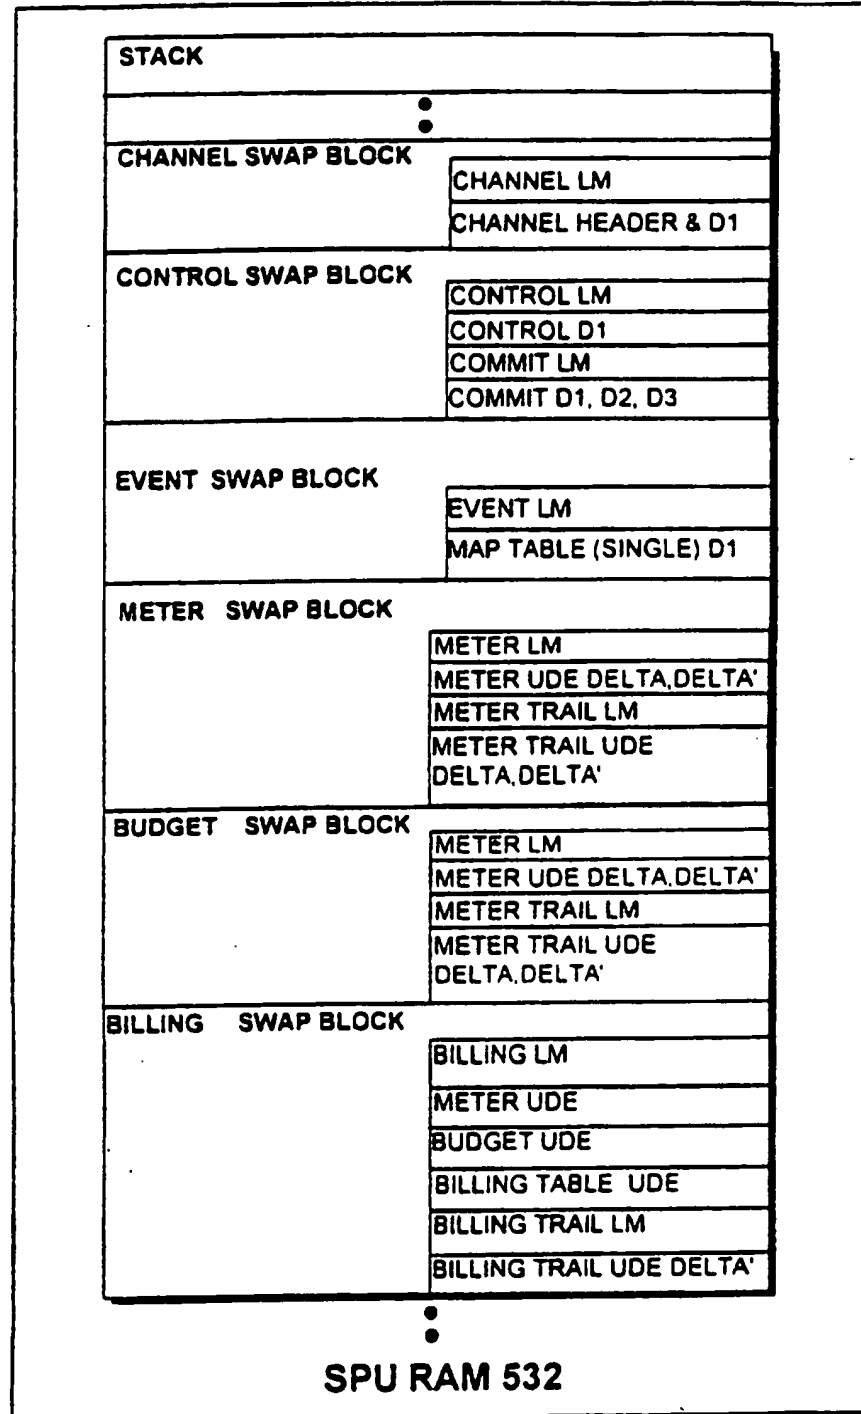 STACK
CHANNEL SWAP BLOCK
CHANNEL LM
CHANNEL HEADER & D1
CONTROL SWAP BLOCK
CONTROL LM
CONTROL D1
COMMIT LM
COMMIT D1, D2, D3
EVENT SWAP BLOCK
EVENT LM
MAP TABLE (SINGLE) D1
METER SWAP BLOCK
METER LM
METER UDE DELTA,DELTA'
METER TRAIL LM
METER TRAIL UDE
DELTA,DELTA'
BUDGET SWAP BLOCK
METER LM
METER UDE DELTA,DELTA'
METER TRAIL LM
METER TRAIL UDE
DELTA,DELTA'
BILLING SWAP BLOCK
BILLING LM
METER UDE
BUDGET UDE
BILLING TABLE UDE
BILLING TRAIL LM
BILLING TRAIL UDE DELTA'
SPU RAM 532